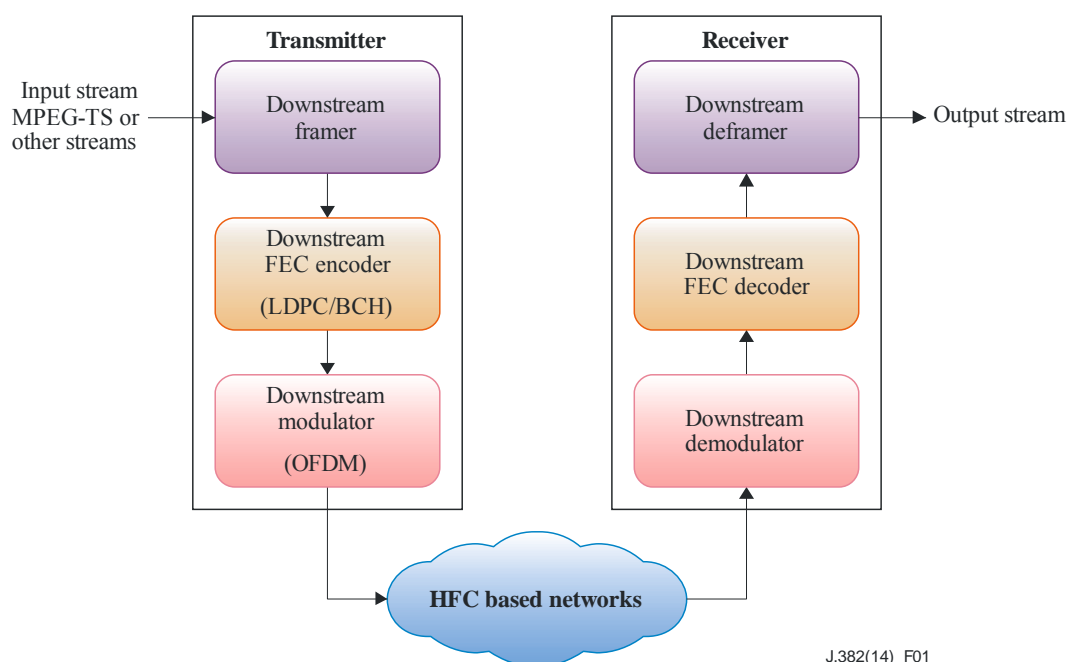 Transmitter
Input stream
MPEG-TS or
other streams
Downstream
framer
Downstream
FEC encoder
(LDPC/BCH)
Downstream
modulator
(OFDM)
HFC based networks
Receiver
Downstream
deframer
Output stream
Downstream
FEC decoder
Downstream
demodulator
J.382(14)_F01